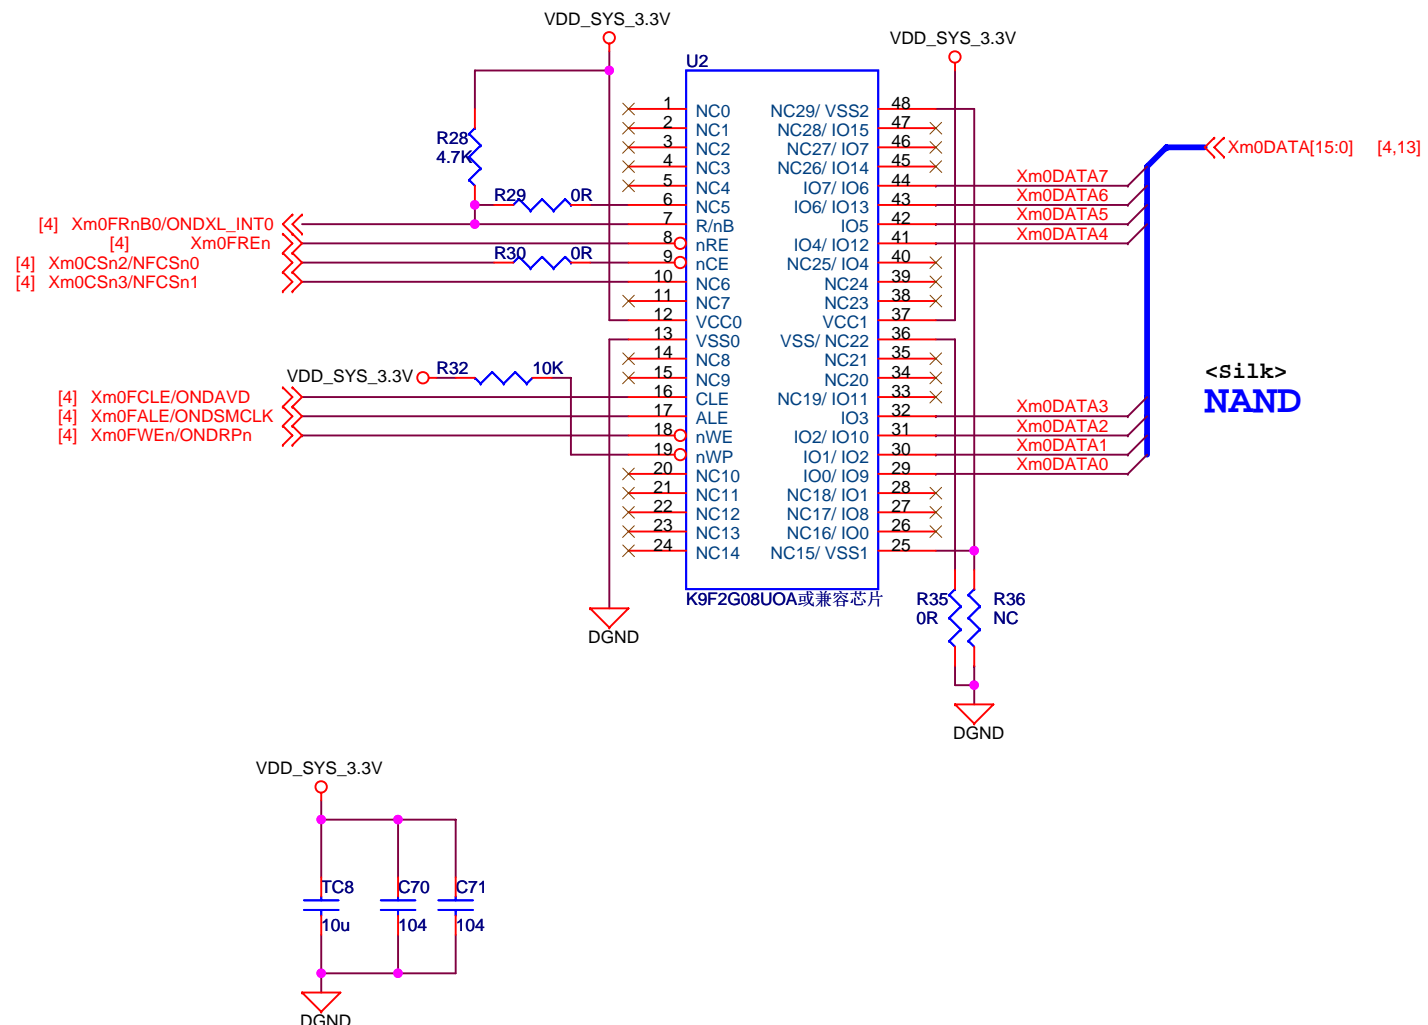 VDD_SYS_3.3V
VDD_SYS_3.3V
U2
R28
4.7K
R29 0R
R30 0R
[4] Xm0FRnB0/ONDXL_INT0
[4] Xm0FREn
[4] Xm0CSn2/NFCSn0
[4] Xm0CSn3/NFCSn1
VDD_SYS_3.3V R32 10K
[4] Xm0FCLE/ONDAVD
[4] Xm0FALE/ONDSMCLK
[4] Xm0FWEn/ONDRPn
1 NC0
2 NC1
3 NC2
4 NC3
5 NC4
6 NC5
7 R/nB
8 nRE
9 nCE
10 NC6
11 NC7
12 VCC0
13 VSS0
14 NC8
15 NC9
16 CLE
17 ALE
18 nWE
19 nWP
20 NC10
21 NC11
22 NC12
23 NC13
24 NC14
NC29/ VSS2 48
NC28/ IO15 47
NC27/ IO7 46
NC26/ IO14 45
IO7/ IO6 44 Xm0DATA7
IO6/ IO13 43 Xm0DATA6
IO5 42 Xm0DATA5
IO4/ IO12 41 Xm0DATA4
NC25/ IO4 40
NC24 39
NC23 38
VCC1 37
VSS/ NC22 36
NC21 35
NC20 34
NC19/ IO11 33
IO3 32 Xm0DATA3
IO2/ IO10 31 Xm0DATA2
IO1/ IO2 30 Xm0DATA1
IO0/ IO9 29 Xm0DATA0
NC18/ IO1 28
NC17/ IO8 27
NC16/ IO0 26
NC15/ VSS1 25
Xm0DATA[15:0] [4,13]
<Silk>
NAND
K9F2G08UOA或兼容芯片
R35
0R
R36
NC
DGND
DGND
VDD_SYS_3.3V
TC8 C70 C71
10u 104 104
DGND